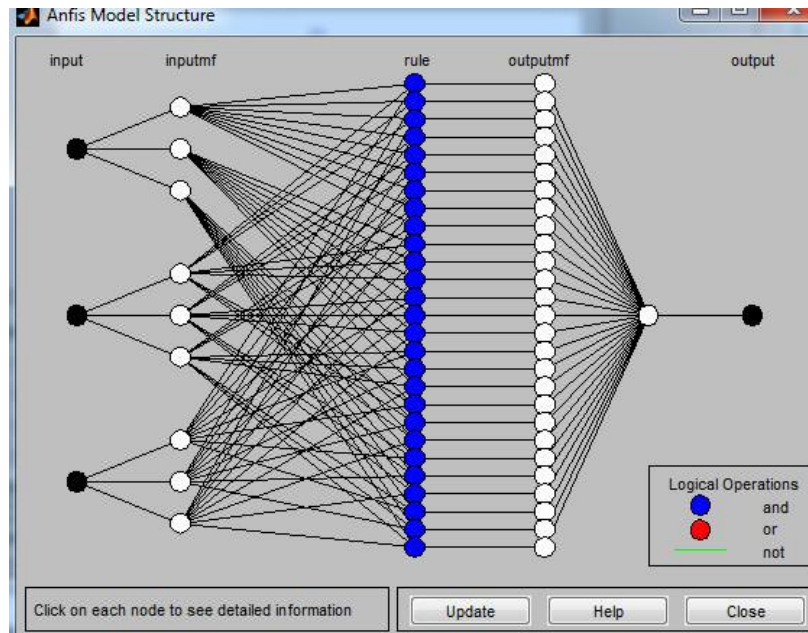 Anfis Model Structure
input inputmf rule outputmf output
Logical Operations
and
or
not
Click on each node to see detailed information
Update Help Close